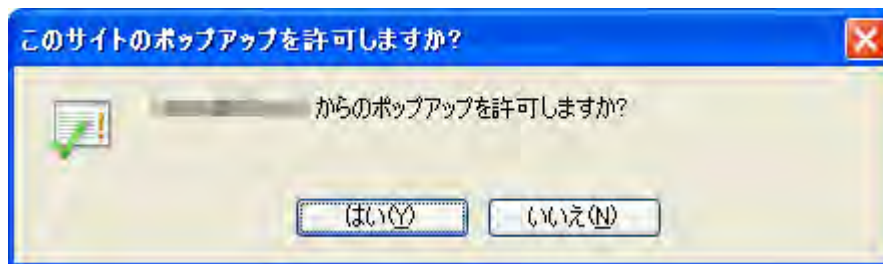 このサイトのポップアップを許可しますか?
からのポップアップを許可しますか?
はい(Y) いいえ(N)